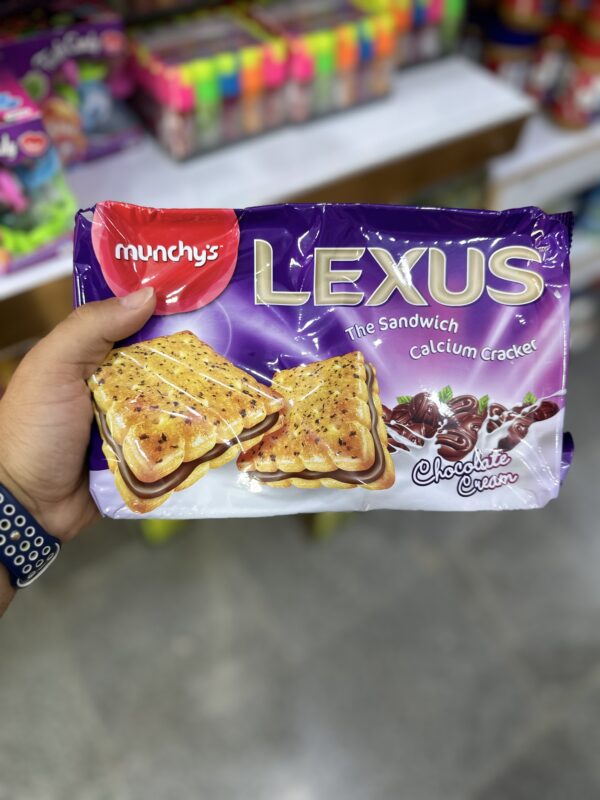 munchy's
LEXUS
The Sandwich
Calcium Cracker
Chocolate
Cream